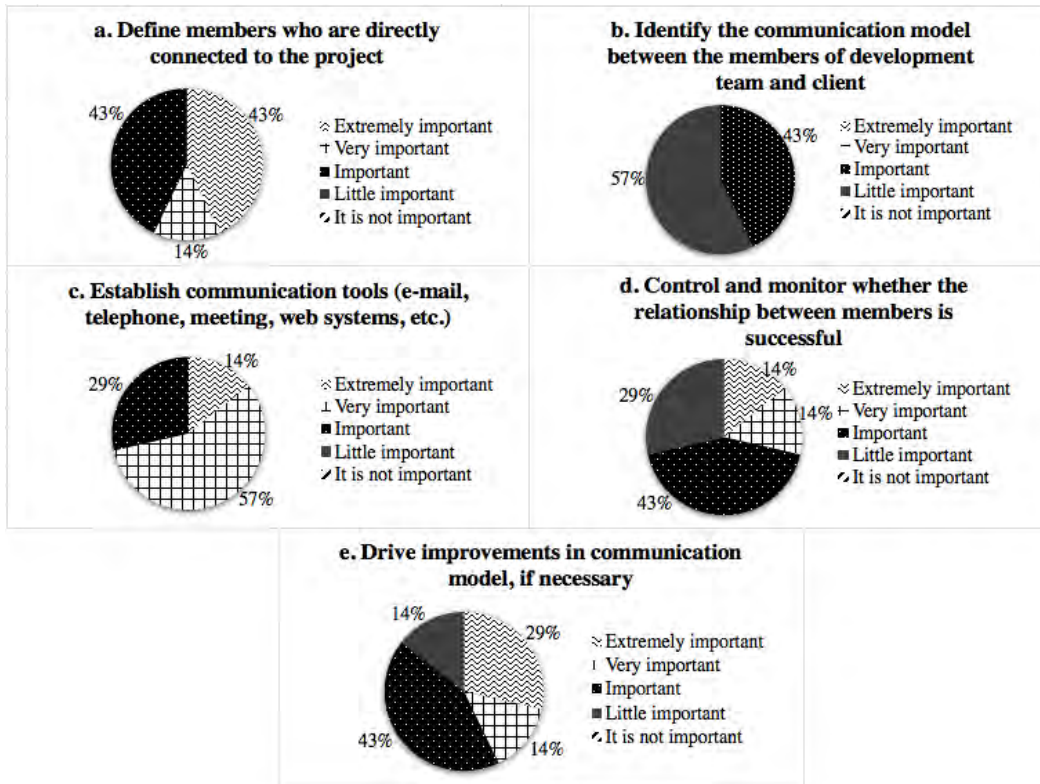 a. Define members who are directly
connected to the project
43%
43%
14%
Extremely important
Very important
Important
Little important
It is not important
b. Identify the communication model
between the members of development
team and client
43%
57%
Extremely important
Very important
Important
Little important
It is not important
c. Establish communication tools (e-mail,
telephone, meeting, web systems, etc.)
14%
29%
57%
Extremely important
Very important
Important
Little important
It is not important
d. Control and monitor whether the
relationship between members is
successful
14%
29%
14%
43%
Extremely important
Very important
Important
Little important
It is not important
e. Drive improvements in communication
model, if necessary
14%
29%
43%
14%
Extremely important
Very important
Important
Little important
It is not important